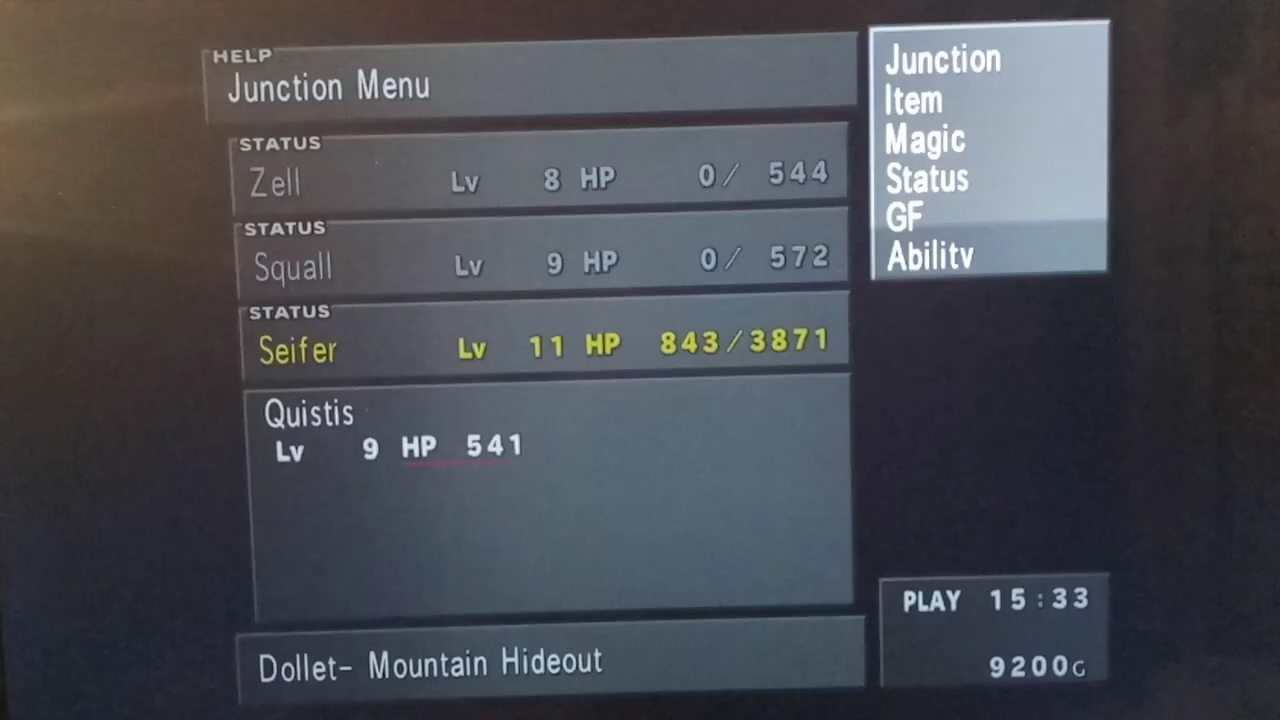 HELP
Junction Menu
STATUS
Zell Lv 8 HP 0/ 544
STATUS
Squall Lv 9 HP 0/ 572
STATUS
Seifer Lv 11 HP 843/3871
Quistis
Lv 9 HP 541
Dollet- Mountain Hideout
Junction
Item
Magic
Status
GF
Ability
PLAY 15:33
9200G